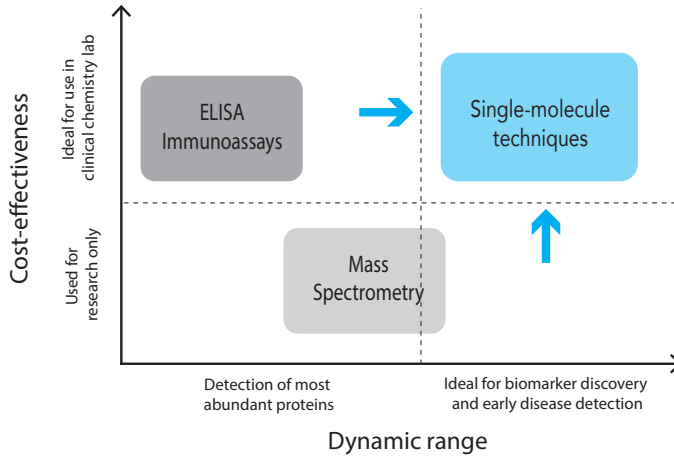 Cost-effectiveness
Ideal for use in
clinical chemistry lab
Used for
research only
ELISA
Immunoassays
Single-molecule
techniques
Mass
Spectrometry
Detection of most
abundant proteins
Ideal for biomarker discovery
and early disease detection
Dynamic range